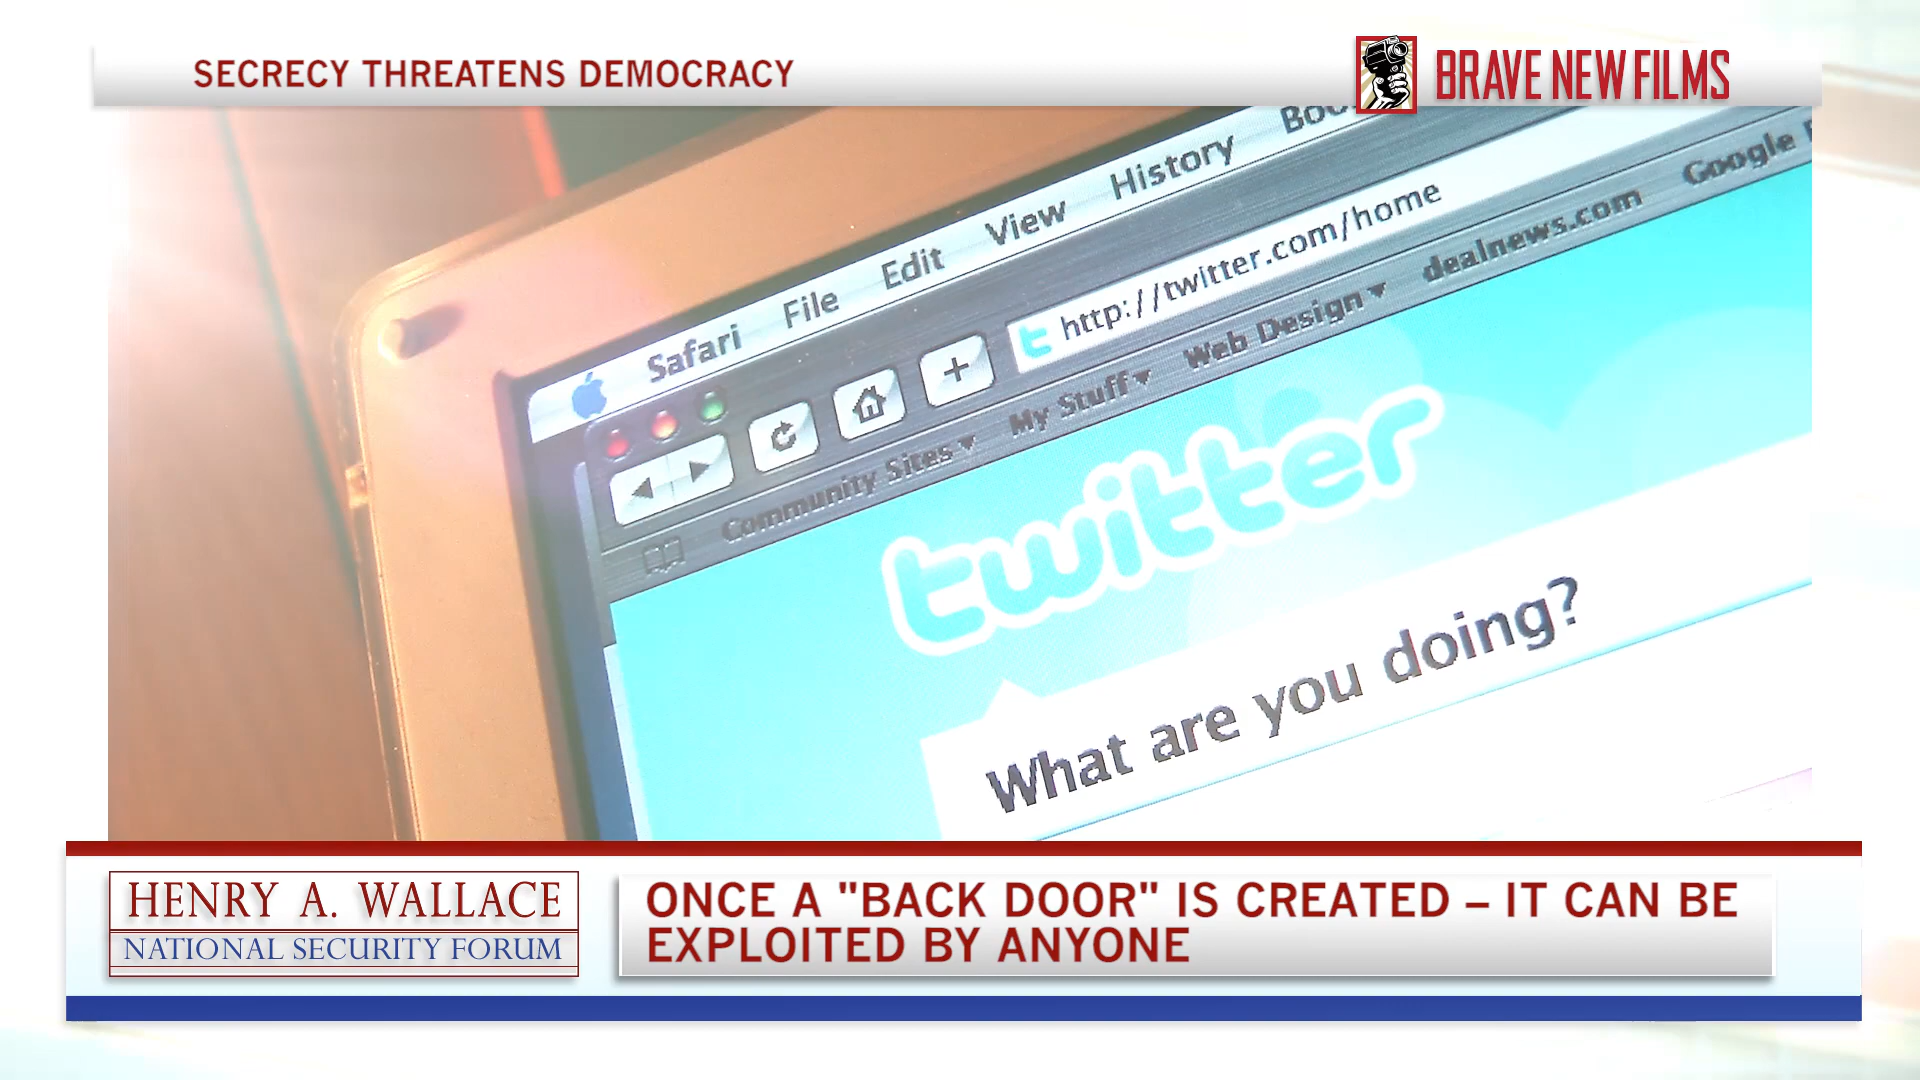 SECRECY THREATENS DEMOCRACY
BRAVE NEW FILMS
Safari File Edit View History
http://twitter.com/home
Community Sites My Stuff Web Design dealnews.com Google
twitter
What are you doing?
HENRY A. WALLACE
NATIONAL SECURITY FORUM
ONCE A "BACK DOOR" IS CREATED – IT CAN BE
EXPLOITED BY ANYONE